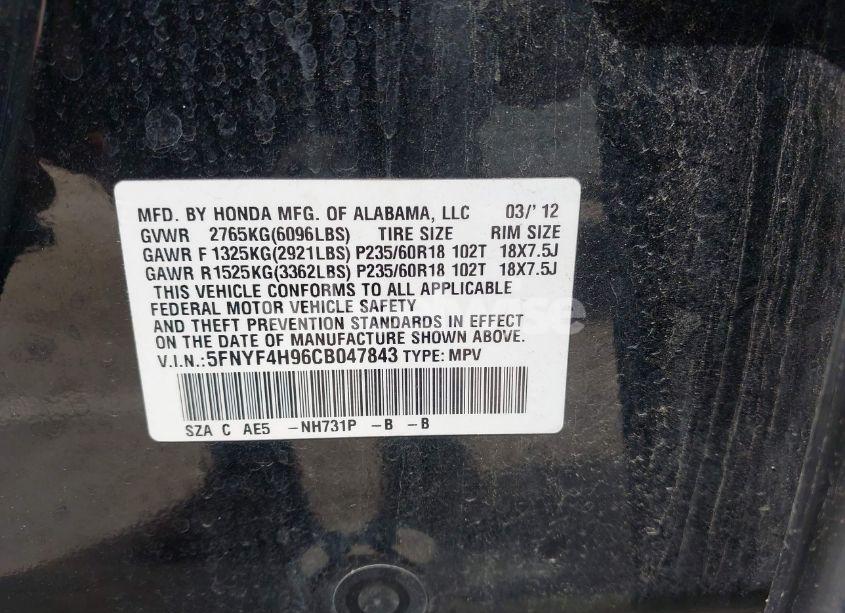 MFD. BY HONDA MFG. OF ALABAMA, LLC 03/' 12
GVWR 2765KG(6096LBS) TIRE SIZE RIM SIZE
GAWR F 1325KG(2921LBS) P235/60R18 102T 18X7.5J
GAWR R1525KG(3362LBS) P235/60R18 102T 18X7.5J
THIS VEHICLE CONFORMS TO ALL APPLICABLE
FEDERAL MOTOR VEHICLE SAFETY
AND THEFT PREVENTION STANDARDS IN EFFECT
ON THE DATE OF MANUFACTURE SHOWN ABOVE.
V.I.N.:5FNYF4H96CB047843 TYPE: MPV
SZA C AE5 -NH731P -B -B